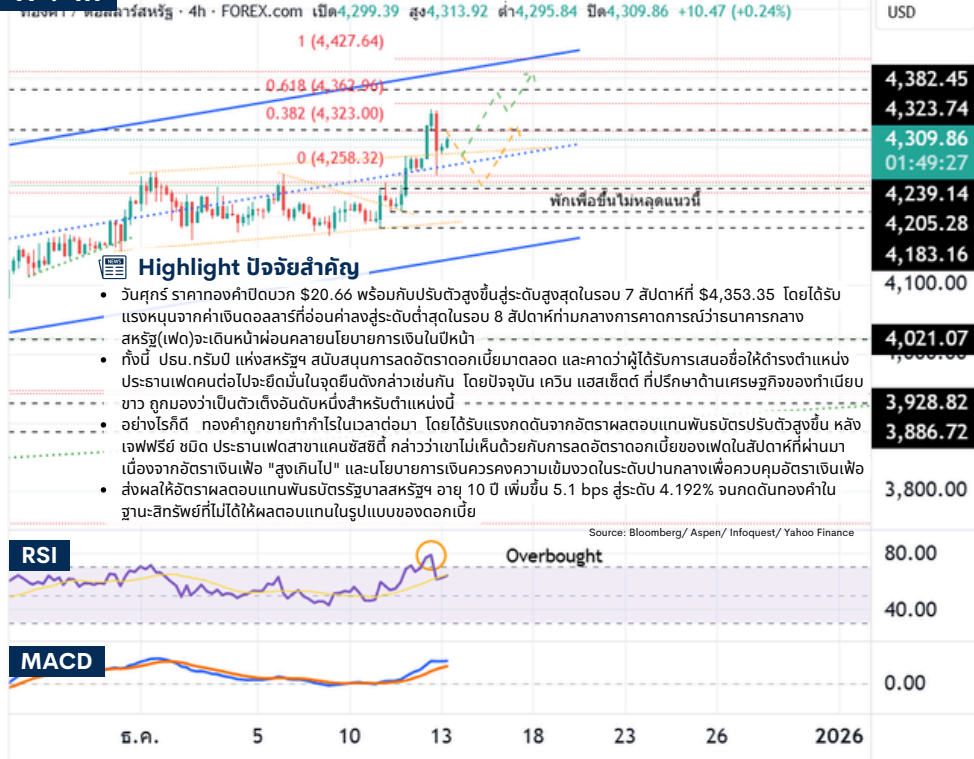 ทองคำ / ดอลลาร์สหรัฐ · 4h · FOREX.com เปิด4,299.39 สูง4,313.92 ต่ำ4,295.84 ปิด4,309.86 +10.47 (+0.24%)
USD
1 (4,427.64)
0.618 (4,362.96)
0.382 (4,323.00)
0 (4,258.32)
4,382.45
4,323.74
4,309.86
01:49:27
4,239.14
4,205.28
4,183.16
4,100.00
4,021.07
4,000.00
3,928.82
3,886.72
3,800.00
พักเพื่อขึ้นไม่หลุดแนวนี้
NEWS
Highlight ปัจจัยสำคัญ
• วันศุกร์ ราคาทองคำปิดบวก $20.66 พร้อมกับปรับตัวสูงขึ้นสู่ระดับสูงสุดในรอบ 7 สัปดาห์ที่ $4,353.35 โดยได้รับ
แรงหนุนจากค่าเงินดอลลาร์ที่อ่อนค่าลงสู่ระดับต่ำสุดในรอบ 8 สัปดาห์ท่ามกลางการคาดการณ์ว่าธนาคารกลาง
สหรัฐ(เฟด)จะเดินหน้าผ่อนคลายนโยบายการเงินในปีหน้า
• ทั้งนี้ ปธน.ทรัมป์ แห่งสหรัฐฯ สนับสนุนการลดอัตราดอกเบี้ยมาตลอด และคาดว่าผู้ได้รับการเสนอชื่อให้ดำรงตำแหน่ง
ประธานเฟดคนต่อไปจะยึดมั่นในจุดยืนดังกล่าวเช่นกัน โดยปัจจุบัน เควิน แฮสเซ็ตต์ ที่ปรึกษาด้านเศรษฐกิจของทำเนียบ
ขาว ถูกมองว่าเป็นตัวเต็งอันดับหนึ่งสำหรับตำแหน่งนี้
• อย่างไรก็ดี ทองคำถูกขายทำกำไรในเวลาต่อมา โดยได้รับแรงกดดันจากอัตราผลตอบแทนพันธบัตรปรับตัวสูงขึ้น หลัง
เจฟฟรีย์ ชมิด ประธานเฟดสาขาแคนซัสซิตี้ กล่าวว่าเขาไม่เห็นด้วยกับการลดอัตราดอกเบี้ยของเฟดในสัปดาห์ที่ผ่านมา
เนื่องจากอัตราเงินเฟ้อ "สูงเกินไป" และนโยบายการเงินควรคงความเข้มงวดในระดับปานกลางเพื่อควบคุมอัตราเงินเฟ้อ
• ส่งผลให้อัตราผลตอบแทนพันธบัตรรัฐบาลสหรัฐฯ อายุ 10 ปี เพิ่มขึ้น 5.1 bps สู่ระดับ 4.192% จนกดดันทองคำใน
ฐานะสิทรัพย์ที่ไม่ได้ให้ผลตอบแทนในรูปแบบของดอกเบี้ย
Source: Bloomberg/ Aspen/ Infoquest/ Yahoo Finance
RSI
Overbought
80.00
40.00
MACD
0.00
ธ.ค. 5 10 13 18 23 26 2026